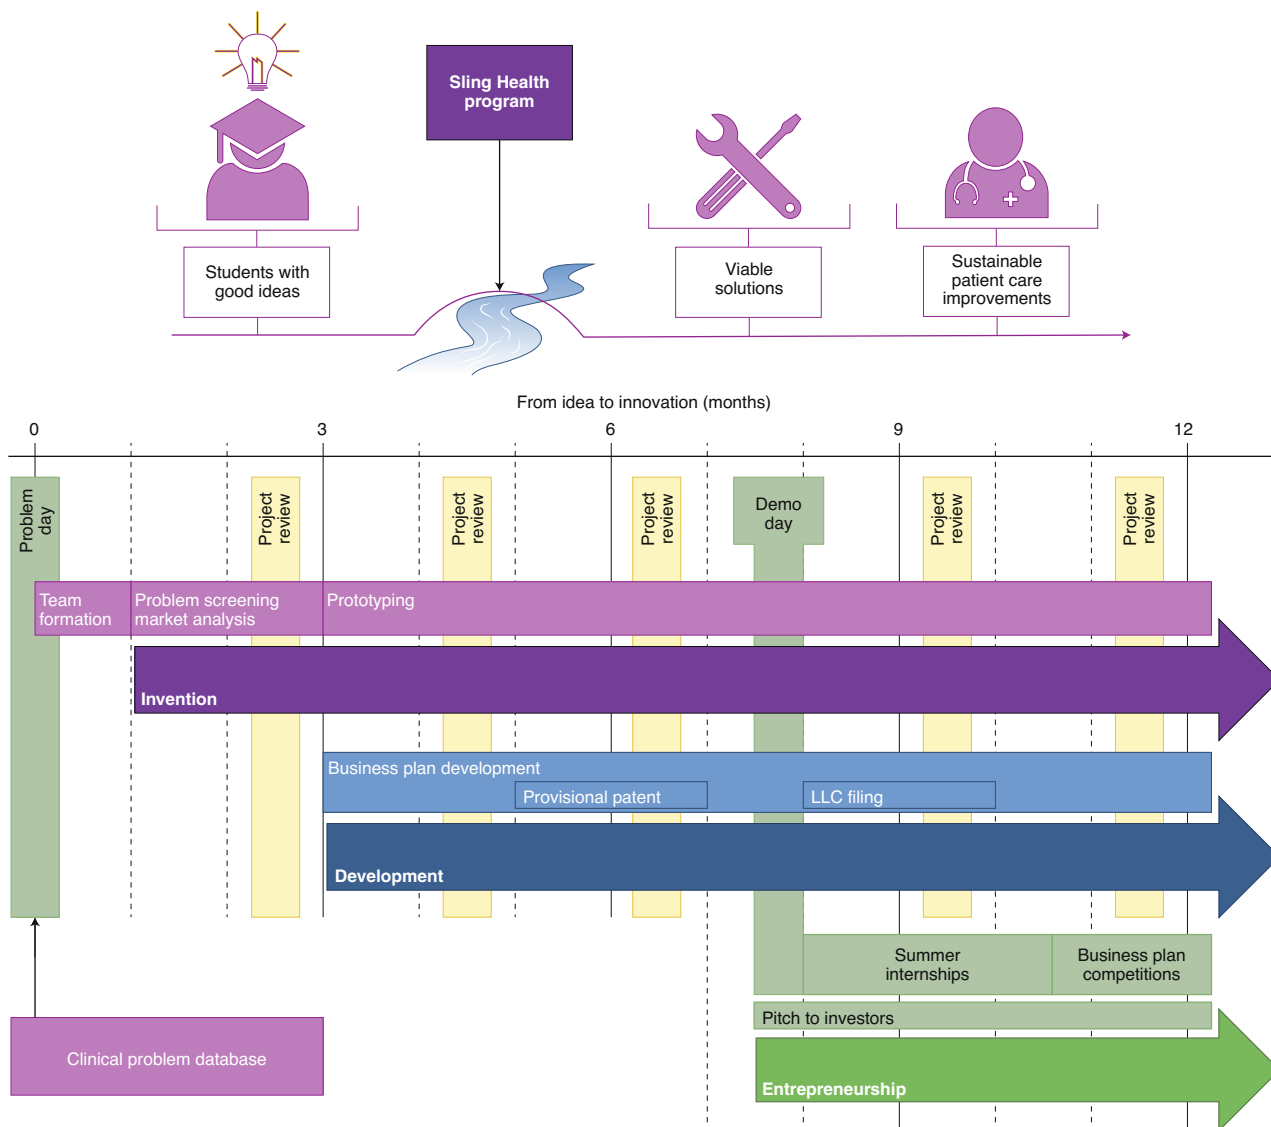 Sling Health
program
Students with
good ideas
Viable
solutions
Sustainable
patient care
improvements
From idea to innovation (months)
0
3
6
9
12
Problem
day
Project
review
Project
review
Project
review
Demo
day
Project
review
Project
review
Team
formation
Problem screening
market analysis
Prototyping
Invention
Business plan development
Provisional patent
LLC filing
Development
Summer
internships
Business plan
competitions
Pitch to investors
Clinical problem database
Entrepreneurship